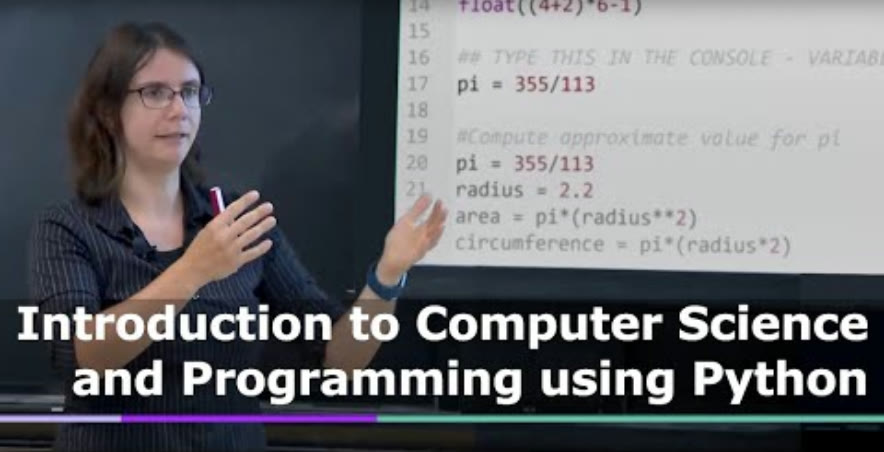 14 float((4+2)*6-1)
15
16 ## TYPE THIS IN THE CONSOLE -
17 pi = 355/113
18
19 #Compute approximate value for pi
20 pi = 355/113
21 radius = 2.2
area = pi*(radius**2)
circumference = pi*(radius*2)
Introduction to Computer Science
and Programming using Python